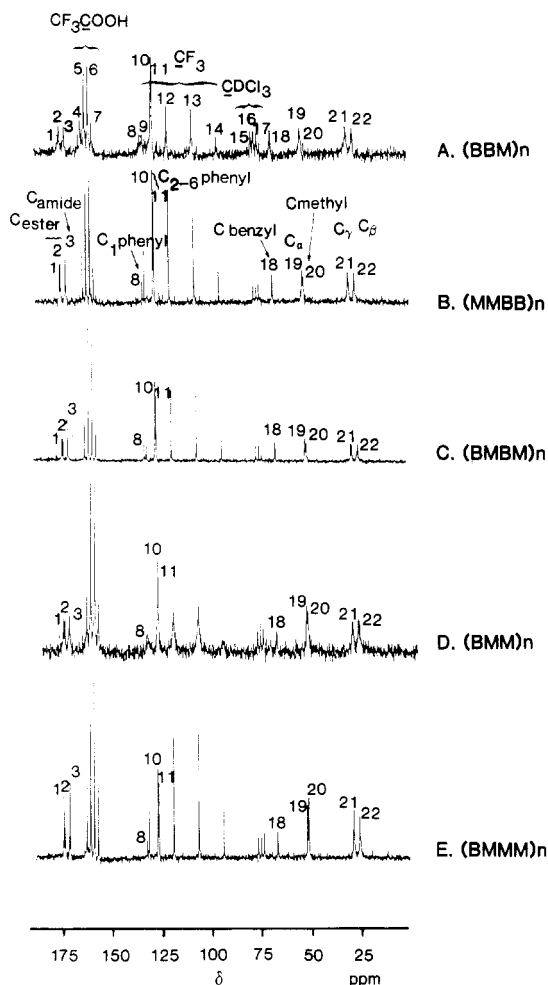 CF3COOH
5 6
10
11 CF3
CDCl3
1 2 3 4 7 8 9 12 13 14 15 16 17 18 19 20 21 22
A. (BBM)n
Cester
Camide
C1 phenyl
C2-6 phenyl
C benzyl
Cα
Cmethyl
Cγ Cβ
1 2 3 8 10 11 18 19 20 21 22
B. (MMBB)n
1 2 3 8 10 11 18 19 20 21 22
C. (BMBM)n
1 2 3 8 10 11 18 19 20 21 22
D. (BMM)n
12 3 8 10 11 18 19 20 21 22
E. (BMMM)n
175 150 125 100 75 50 25
δ ppm